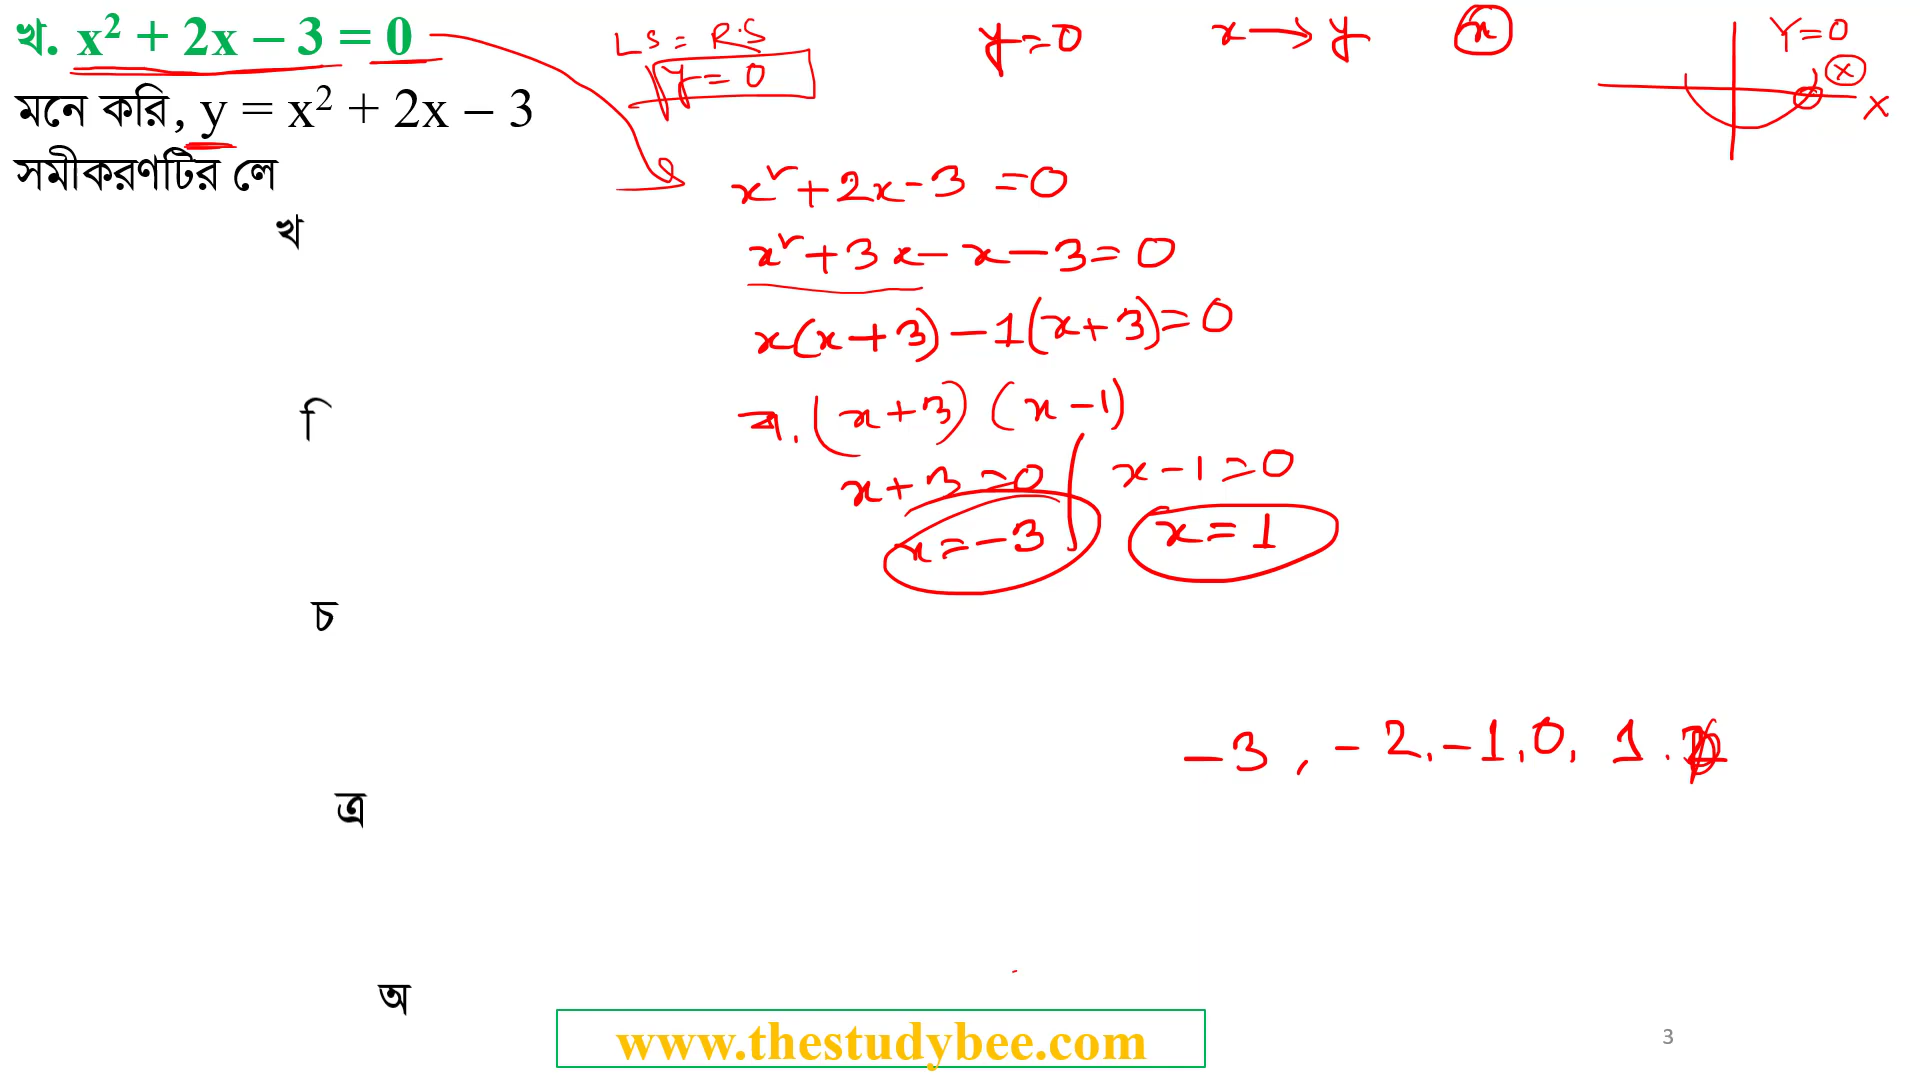 খ. x² + 2x – 3 = 0
মনে করি, y = x² + 2x – 3
সমীকরণটির লে
খ
ি
চ
ত্র
অ
LS = R.S
y = 0
y = 0
x → y
x
Y = 0
x
X
x² + 2x - 3 = 0
x² + 3x - x - 3 = 0
x(x + 3) - 1(x + 3) = 0
বা. (x + 3) (x - 1)
x + 3 = 0
x - 1 = 0
x = -3
x = 1
-3, -2, -1, 0, 1.
www.thestudybee.com
3